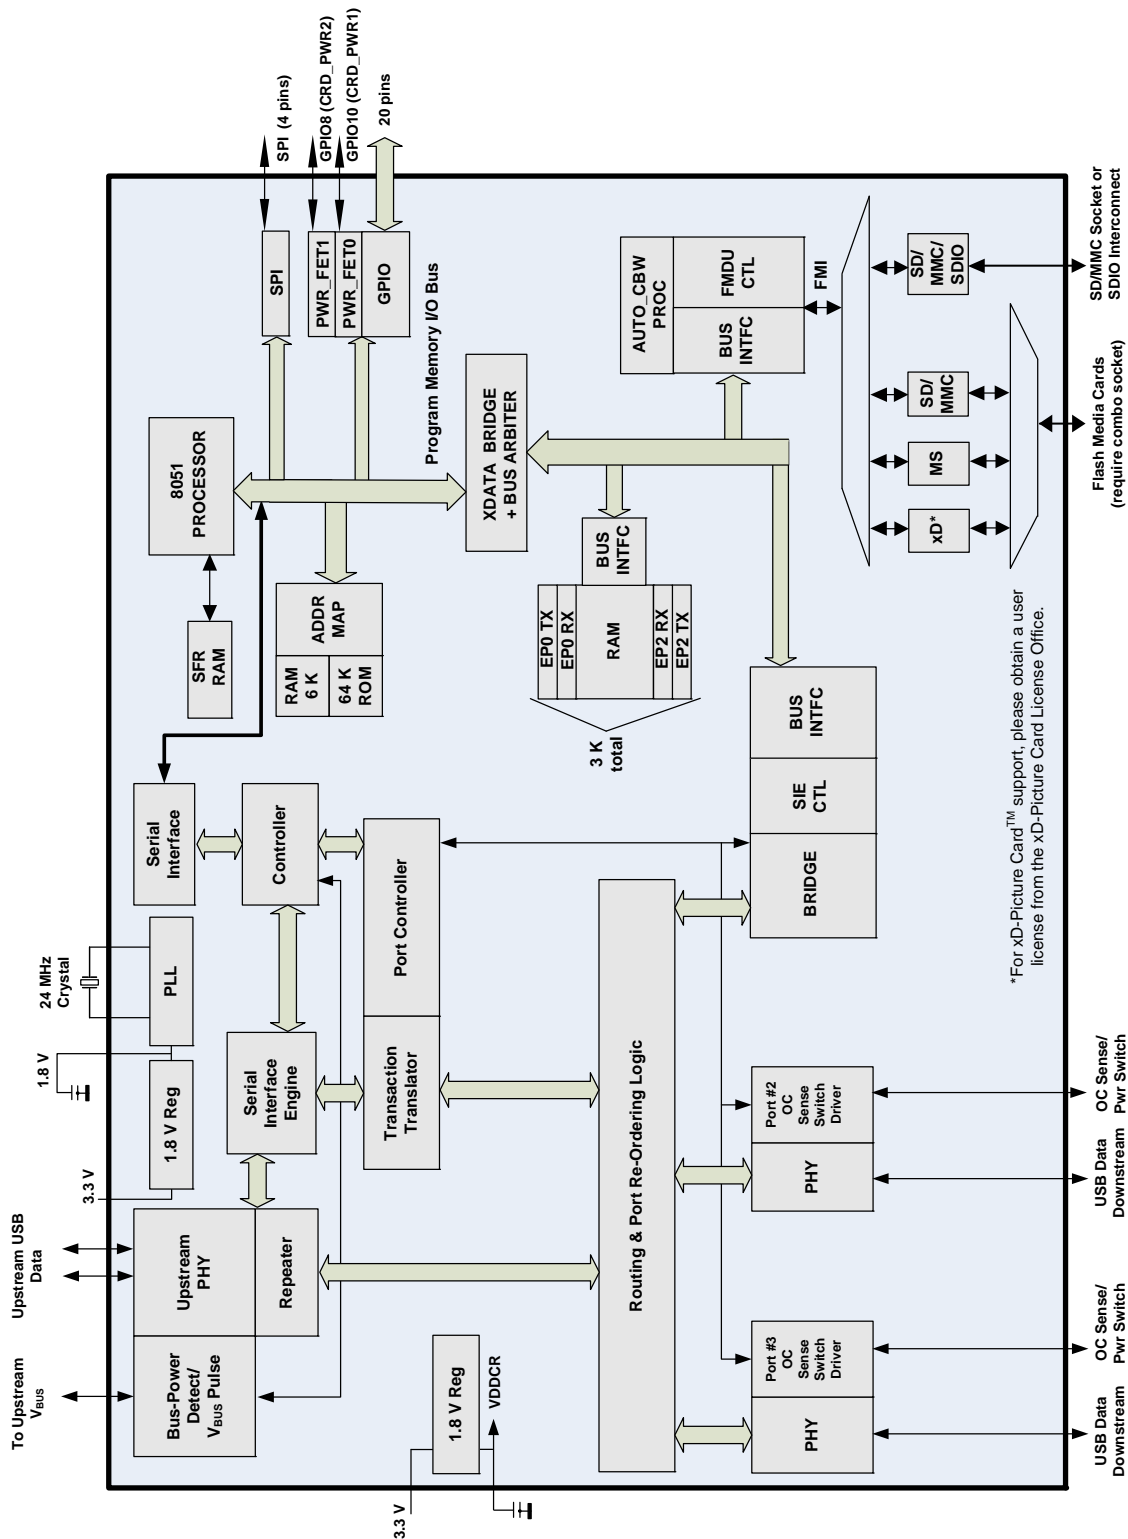 To Upstream
VBUS
Upstream USB
Data
3.3 V
1.8 V
24 MHz
Crystal
Bus-Power
Detect/
VBUS Pulse
Upstream
PHY
Repeater
1.8 V Reg
PLL
Serial
Interface
Serial
Interface
Engine
Controller
SFR
RAM
8051
PROCESSOR
SPI
SPI (4 pins)
PWR_FET1
PWR_FET0
GPIO
GPIO8 (CRD_PWR2)
GPIO10 (CRD_PWR1)
20 pins
Transaction
Translator
Port Controller
RAM
6 K
64 K
ROM
ADDR
MAP
Program Memory I/O Bus
3.3 V
1.8 V Reg
VDDCR
XDATA BRIDGE
+ BUS ARBITER
3 K
total
EP0 TX
EP0 RX
RAM
EP2 RX
EP2 TX
BUS
INTFC
AUTO_CBW
PROC
BUS
INTFC
FMDU
CTL
FMI
Routing & Port Re-Ordering Logic
BRIDGE
SIE
CTL
BUS
INTFC
PHY
Port #3
OC
Sense
Switch
Driver
PHY
Port #2
OC
Sense
Switch
Driver
xD*
MS
SD/
MMC
SD/
MMC/
SDIO
*For xD-Picture Card™ support, please obtain a user
license from the xD-Picture Card License Office.
USB Data
Downstream
OC Sense/
Pwr Switch
USB Data
Downstream
OC Sense/
Pwr Switch
Flash Media Cards
(require combo socket)
SD/MMC Socket or
SDIO Interconnect